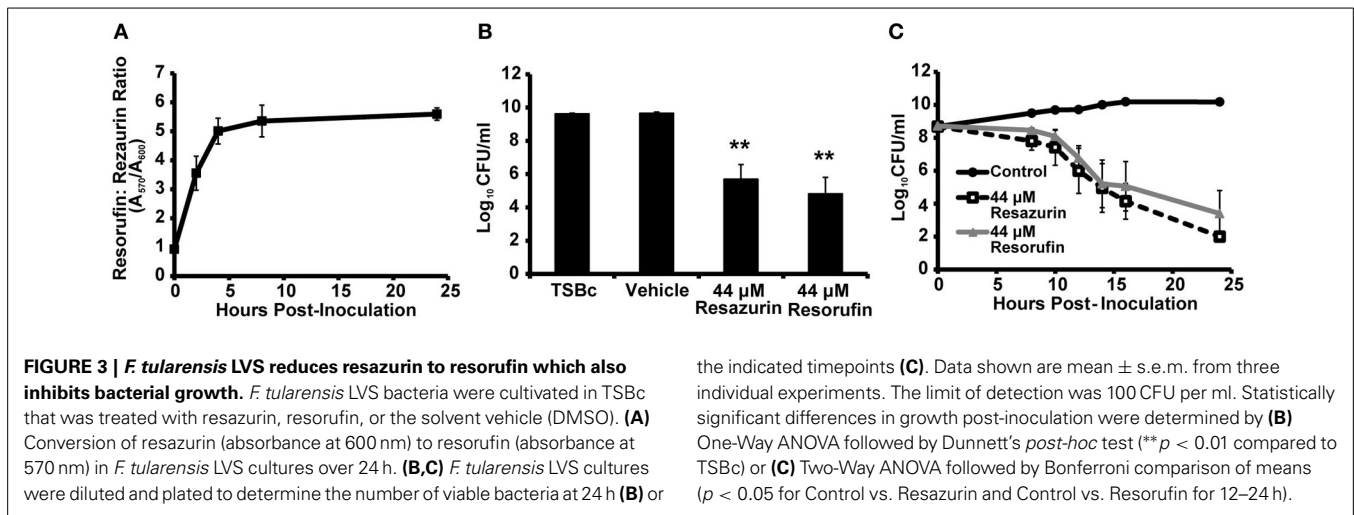 A
7
6
5
4
3
2
1
0
Resorufin: Rezaurin Ratio
(A570/A600)
0 5 10 15 20 25
Hours Post-Inoculation
B
12
10
8
6
4
2
0
Log10 CFU/ml
**
**
TSBc Vehicle 44 µM Resazurin 44 µM Resorufin
C
12
10
8
6
4
2
0
Log10 CFU/ml
Control
44 µM
Resazurin
44 µM
Resorufin
0 5 10 15 20 25
Hours Post-Inoculation
FIGURE 3 | F. tularensis LVS reduces resazurin to resorufin which also
inhibits bacterial growth. F. tularensis LVS bacteria were cultivated in TSBc
that was treated with resazurin, resorufin, or the solvent vehicle (DMSO). (A)
Conversion of resazurin (absorbance at 600 nm) to resorufin (absorbance at
570 nm) in F. tularensis LVS cultures over 24 h. (B,C) F. tularensis LVS cultures
were diluted and plated to determine the number of viable bacteria at 24 h (B) or
the indicated timepoints (C). Data shown are mean ± s.e.m. from three
individual experiments. The limit of detection was 100 CFU per ml. Statistically
significant differences in growth post-inoculation were determined by (B)
One-Way ANOVA followed by Dunnett's post-hoc test (**p < 0.01 compared to
TSBc) or (C) Two-Way ANOVA followed by Bonferroni comparison of means
(p < 0.05 for Control vs. Resazurin and Control vs. Resorufin for 12–24 h).